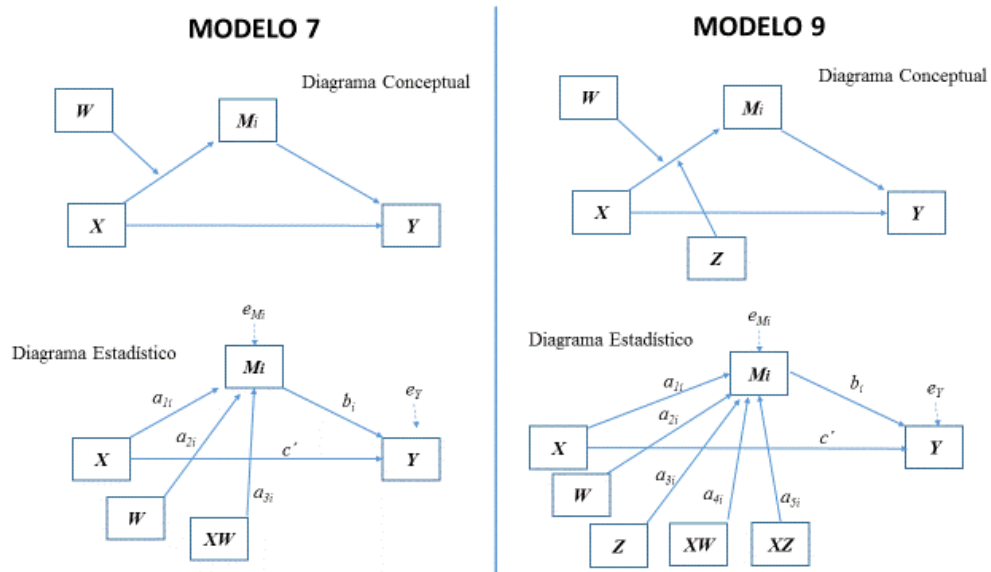 MODELO 7
Diagrama Conceptual
W
Mi
X
Y
Diagrama Estadístico
eMi
Mi
a1i
bi
eY
a2i
X
c´
Y
a3i
W
XW
MODELO 9
Diagrama Conceptual
W
Mi
X
Y
Z
Diagrama Estadístico
eMi
Mi
a1i
bi
eY
a2i
X
c´
Y
a3i
a4i
a5i
W
Z
XW
XZ